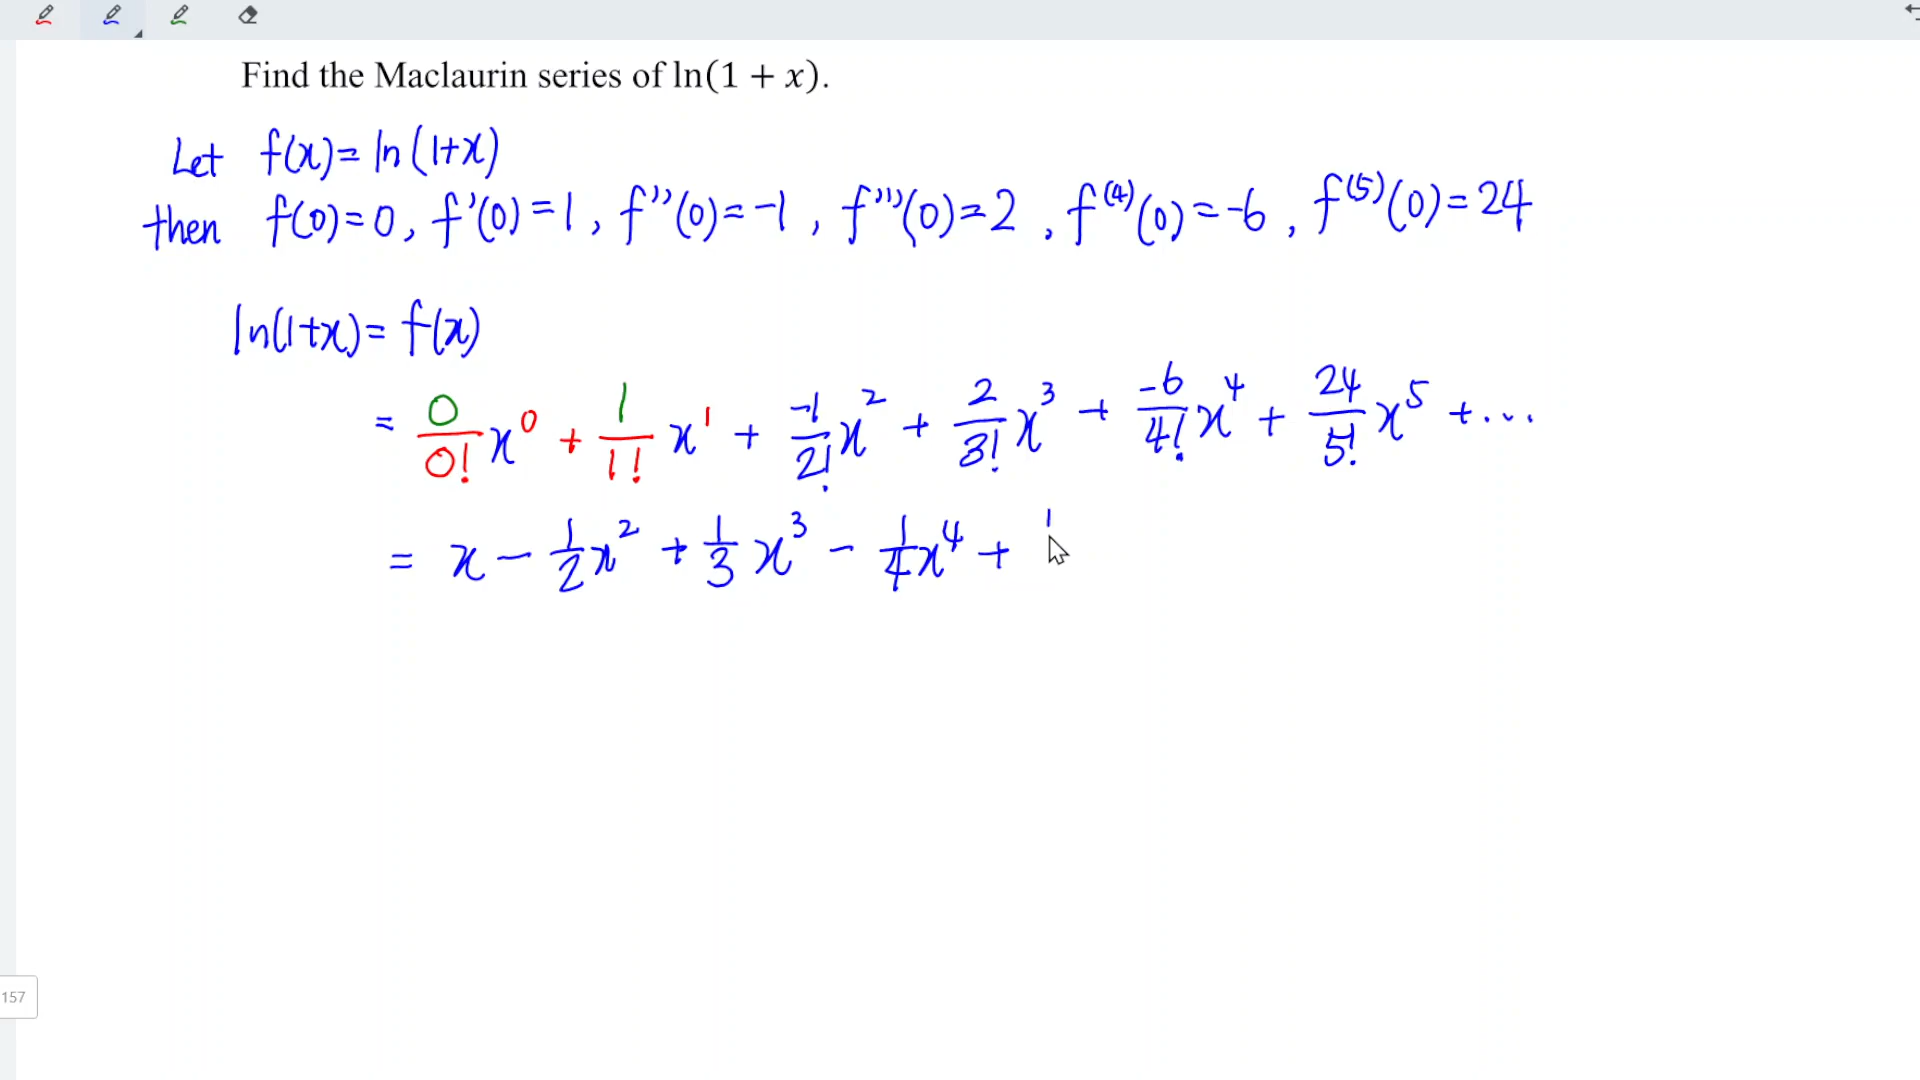 Find the Maclaurin series of ln(1 + x).
Let f(x)= ln(1+x)
then f(0)=0, f'(0)=1, f''(0)=-1, f'''(0)=2, f⁽⁴⁾(0)=-6, f⁽⁵⁾(0)=24
ln(1+x)= f(x)
= 0/0! x⁰ + 1/1! x¹ + -1/2! x² + 2/3! x³ + -6/4! x⁴ + 24/5! x⁵ + ...
= x - 1/2 x² + 1/3 x³ - 1/4 x⁴ + 1
157